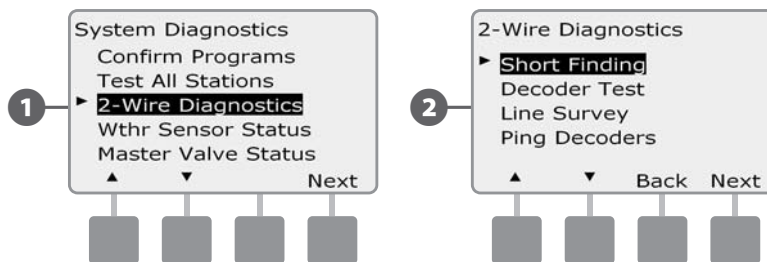 1
System Diagnostics
Confirm Programs
Test All Stations
2-Wire Diagnostics
Wthr Sensor Status
Master Valve Status
Next
2
2-Wire Diagnostics
Short Finding
Decoder Test
Line Survey
Ping Decoders
Back Next